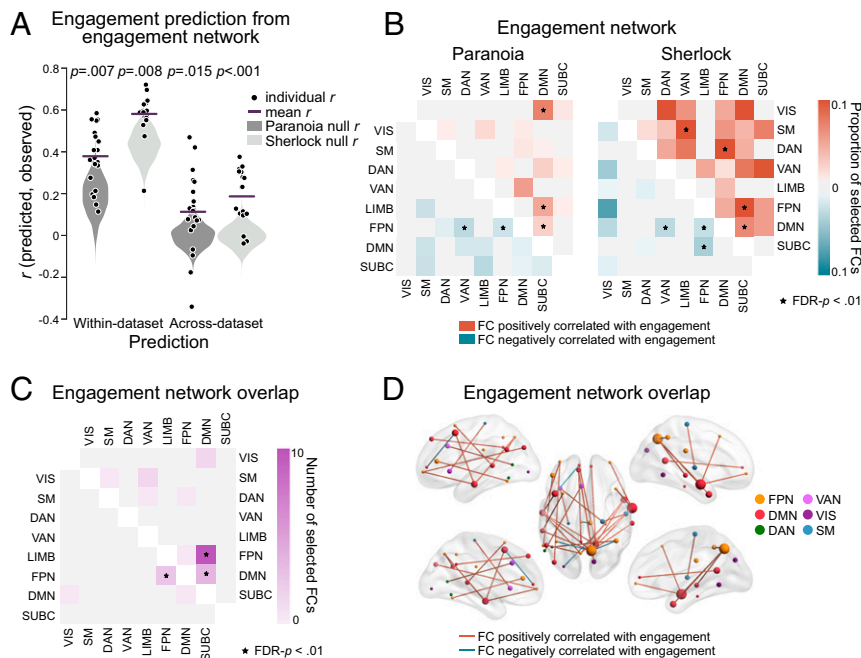 A
Engagement prediction from
engagement network
p=.007 p=.008 p=.015 p<.001
0.8
0.6
0.4
0.2
0
-0.2
-0.4
r (predicted, observed)
individual r
mean r
Paranoia null r
Sherlock null r
Within-dataset Across-dataset
Prediction
B
Engagement network
Paranoia
VIS SM DAN VAN LIMB FPN DMN SUBC
VIS
SM
DAN
VAN
LIMB
FPN
DMN
SUBC
VIS SM DAN VAN LIMB FPN DMN SUBC
Sherlock
VIS SM DAN VAN LIMB FPN DMN SUBC
VIS
SM
DAN
VAN
LIMB
FPN
DMN
SUBC
VIS SM DAN VAN LIMB FPN DMN SUBC
0.1
0
0.1
Proportion of
selected FCs
★ FDR-p < .01
FC positively correlated with engagement
FC negatively correlated with engagement
C
Engagement network overlap
VIS SM DAN VAN LIMB FPN DMN SUBC
VIS
SM
DAN
VAN
LIMB
FPN
DMN
SUBC
VIS
SM
DAN
VAN
LIMB
FPN
DMN
SUBC
VIS SM DAN VAN LIMB FPN DMN SUBC
10
0
Number of selected FCs
★ FDR-p < .01
D
Engagement network overlap
FPN VAN
DMN VIS
DAN SM
FC positively correlated with engagement
FC negatively correlated with engagement